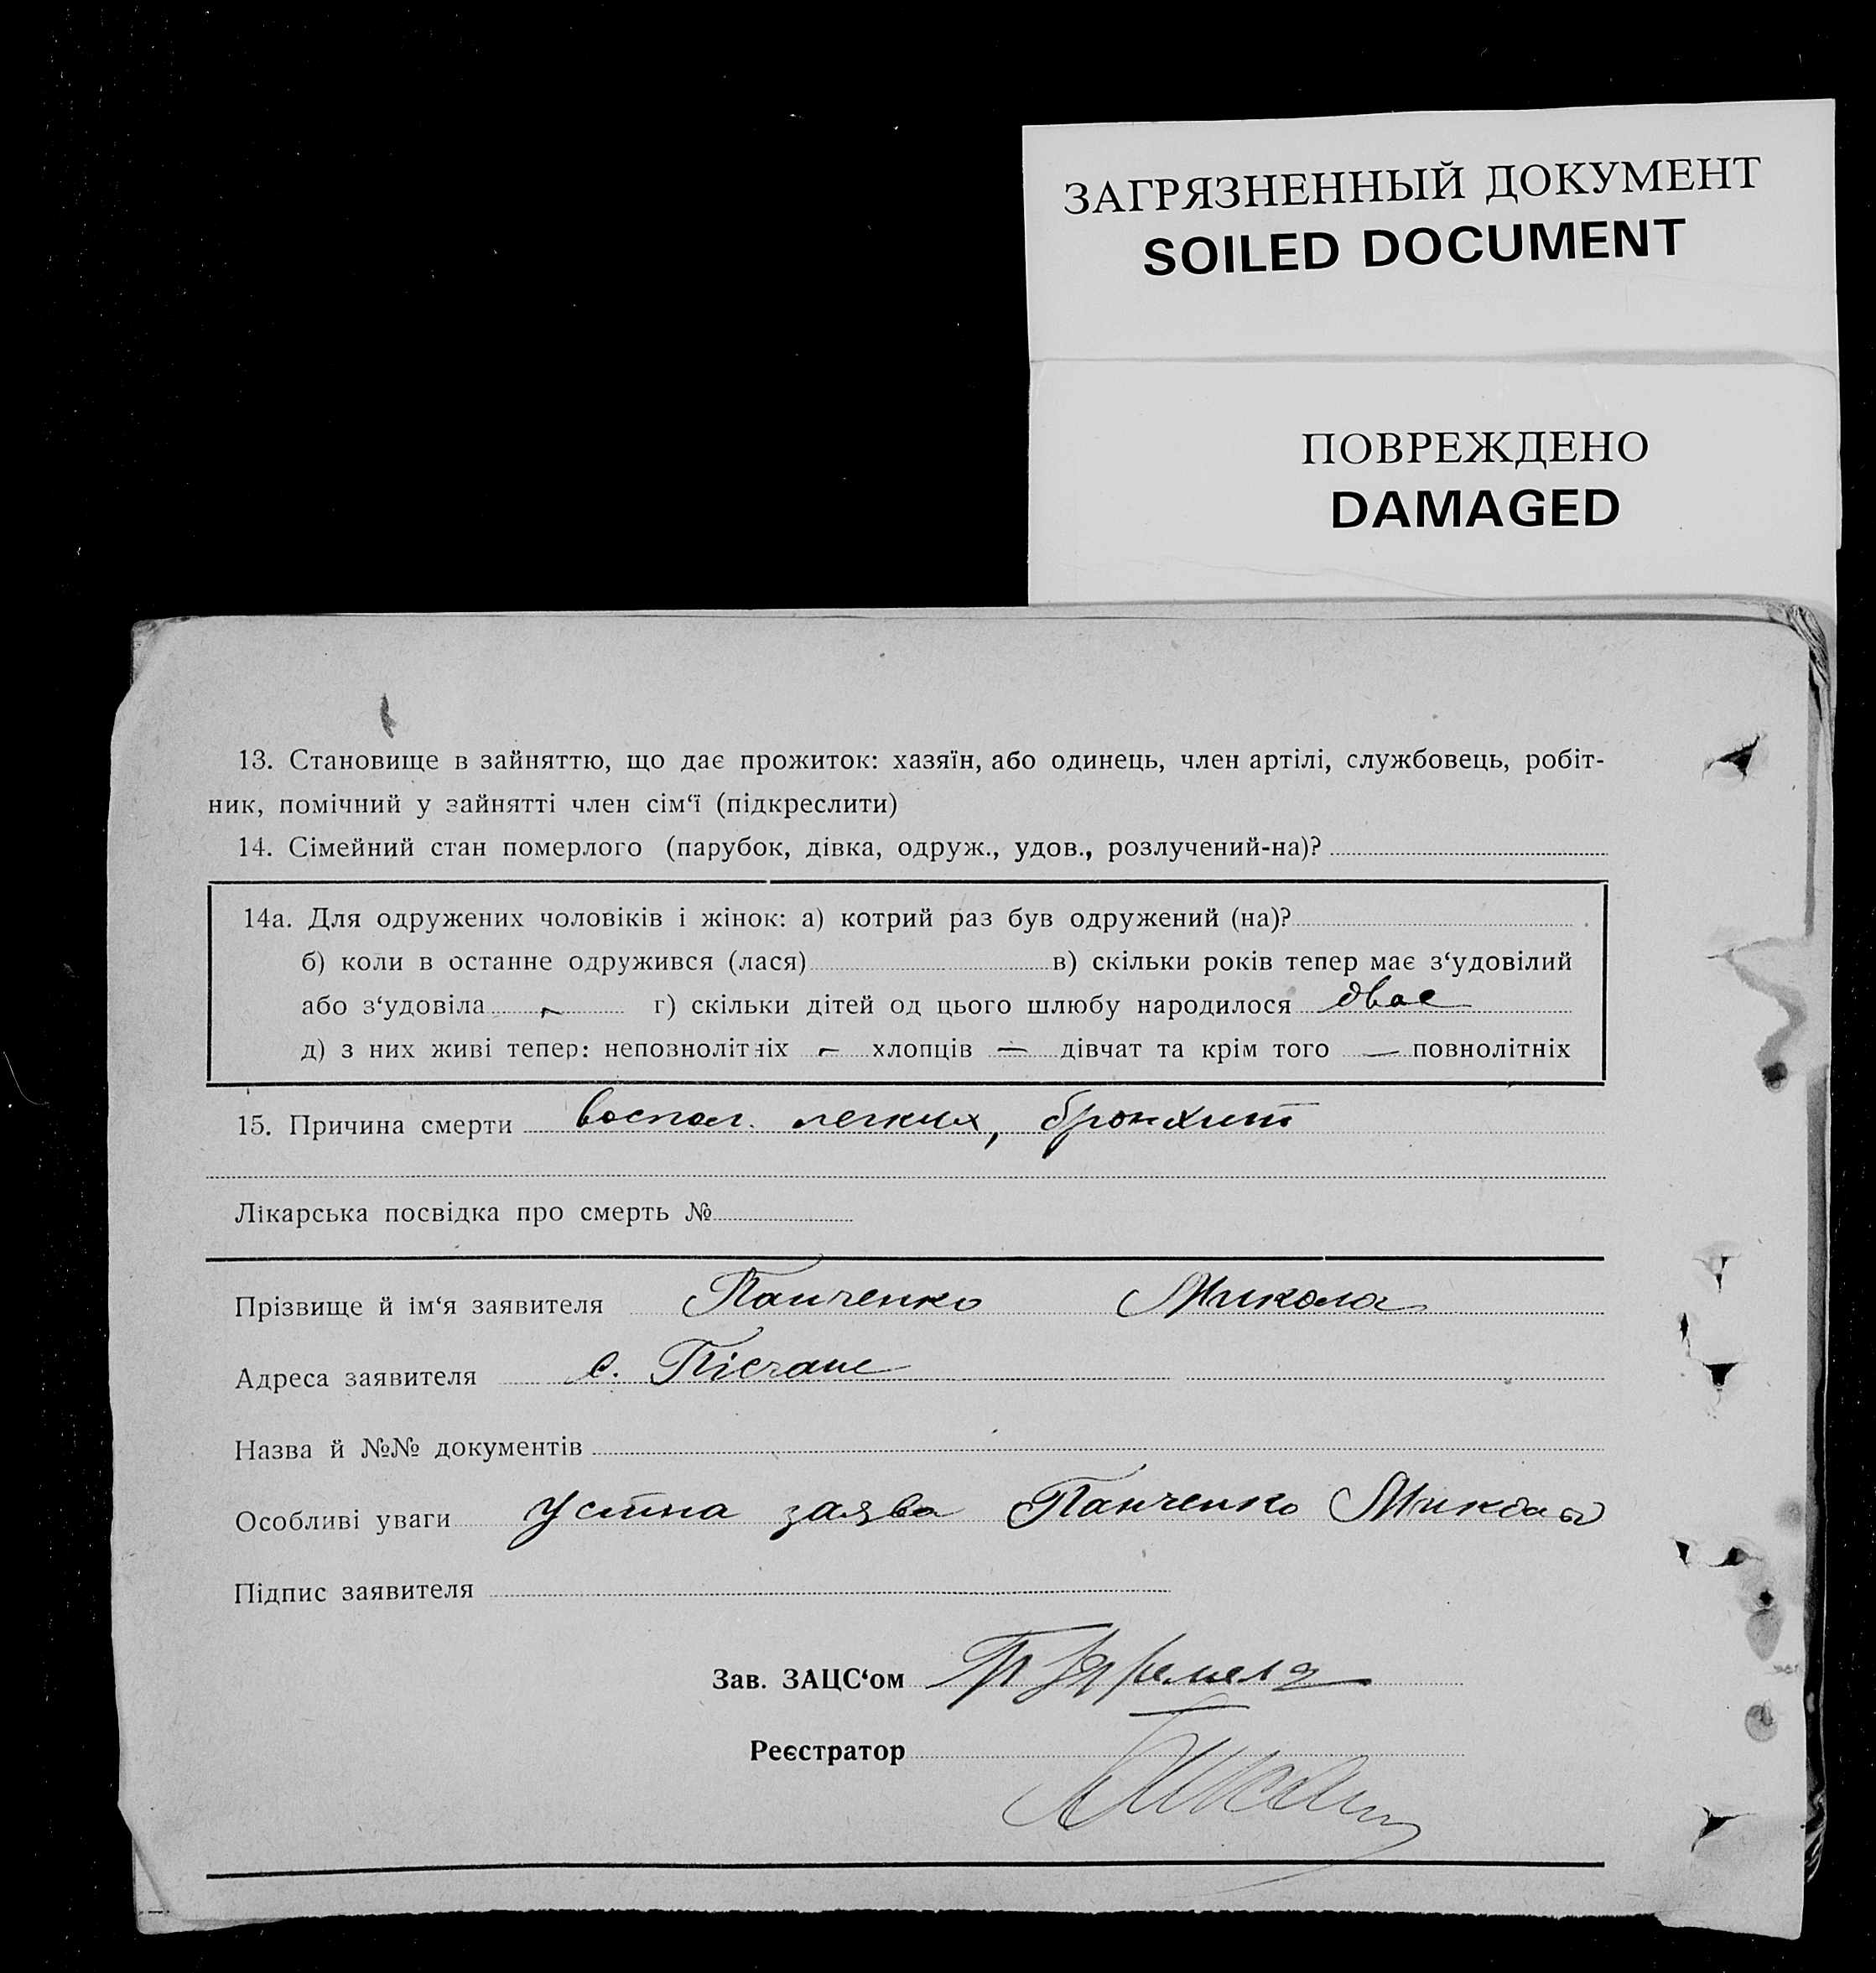 ЗАГРЯЗНЕННЫЙ ДОКУМЕНТ
SOILED DOCUMENT
ПОВРЕЖДЕНО
DAMAGED
13. Становище в зайняттю, що дає прожиток: хазяїн, або одинець, член артілі, службовець, робіт-
ник, помічний у зайнятті член сім‘ї (підкреслити)
14. Сімейний стан померлого (парубок, дівка, одруж., удов., розлучений-на)?
14а. Для одружених чоловіків і жінок: а) котрий раз був одружений (на)?
б) коли в останнє одружився (лася) в) скільки років тепер має з‘удовілий
або з‘удовіла — г) скільки дітей од цього шлюбу народилося двоє
д) з них живі тепер: неповнолітніх — хлопців — дівчат та крім того — повнолітніх
15. Причина смерти воспал. легких, бронхит
Лікарська посвідка про смерть №
Прізвище й ім‘я заявителя Панченко Микола
Адреса заявителя с. Пісчане
Назва й №№ документів
Особливі уваги Устна заява Панченко Микола
Підпис заявителя
Зав. ЗАЦС‘ом
Реєстратор